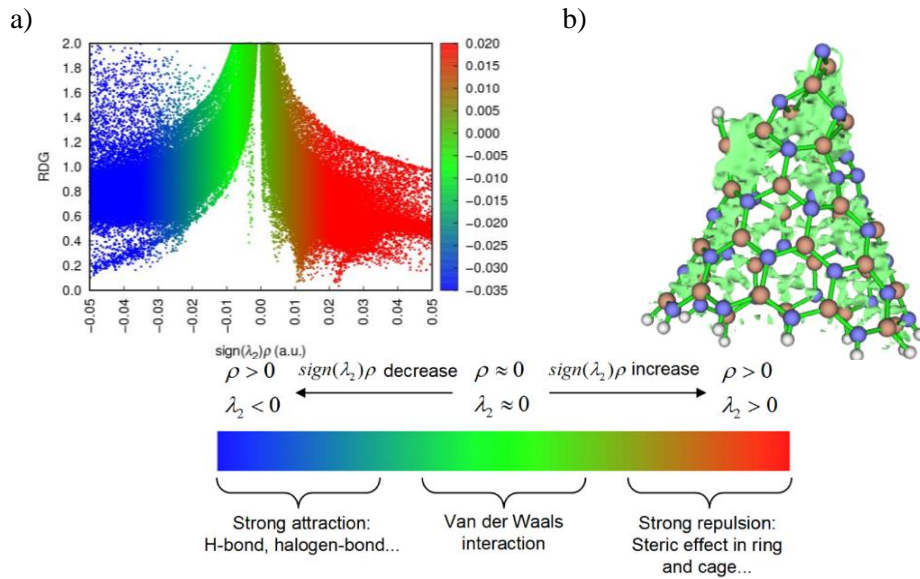 a)
b)
2.0
1.8
1.6
1.4
1.2
1.0
0.8
0.6
0.4
0.2
0.0
RDG
-0.05
-0.04
-0.03
-0.02
-0.01
0.00
0.01
0.02
0.03
0.04
0.05
sign(λ₂)ρ (a.u.)
0.020
0.015
0.010
0.005
0.000
-0.005
-0.010
-0.015
-0.020
-0.025
-0.030
-0.035
ρ > 0 sign(λ₂)ρ decrease ρ ≈ 0 sign(λ₂)ρ increase ρ > 0
λ₂ < 0 λ₂ ≈ 0 λ₂ > 0
Strong attraction:
H-bond, halogen-bond...
Van der Waals
interaction
Strong repulsion:
Steric effect in ring
and cage...